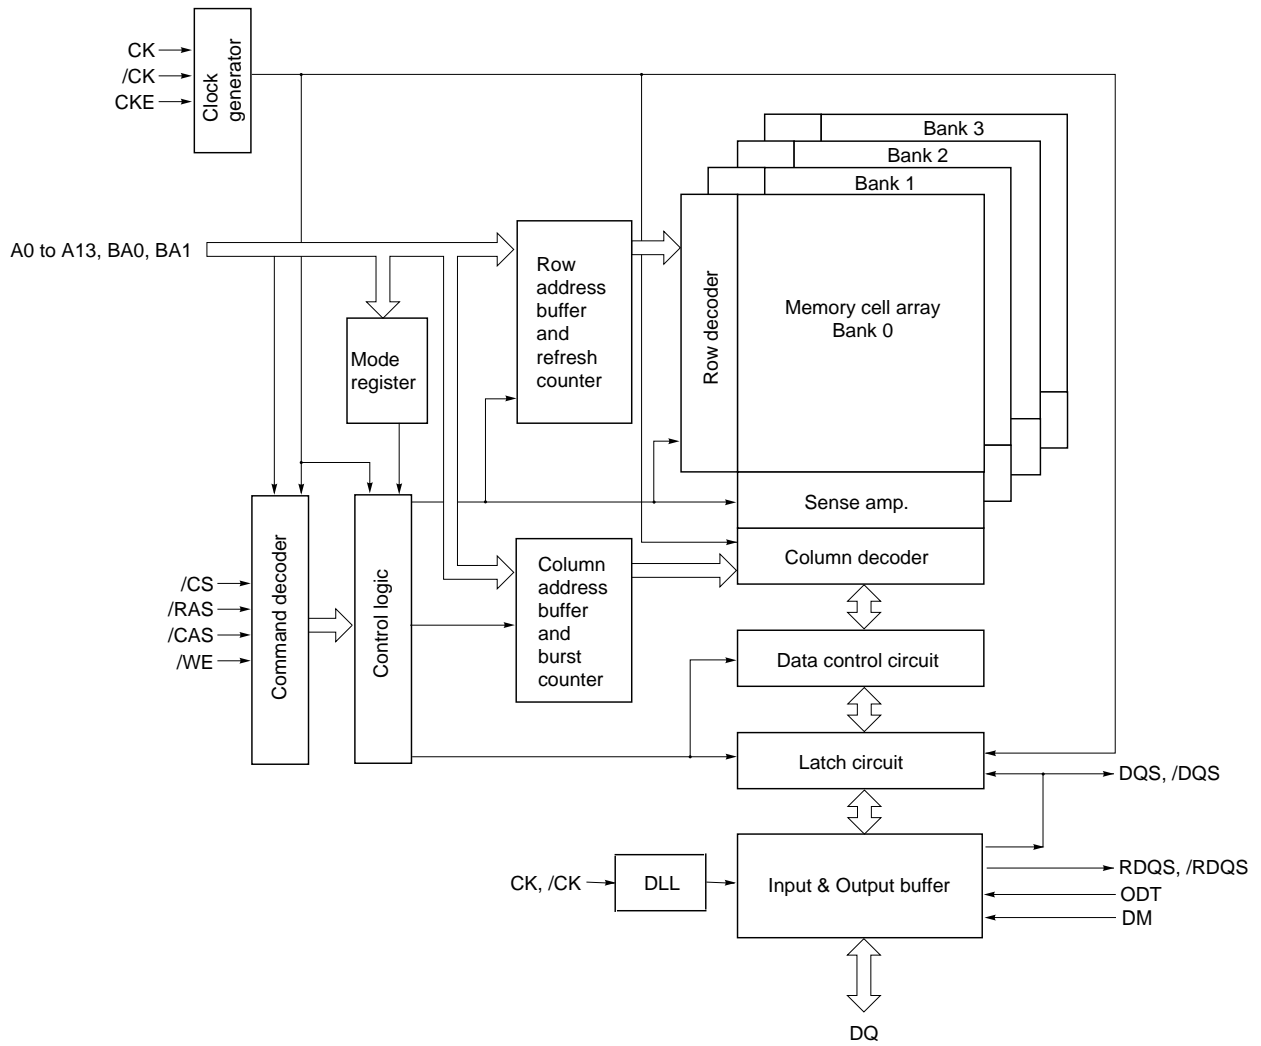 CK
/CK
CKE
Clock
generator
Bank 3
Bank 2
Bank 1
A0 to A13, BA0, BA1
Row
address
buffer
and
refresh
counter
Row decoder
Memory cell array
Bank 0
Mode
register
Sense amp.
Column decoder
Command decoder
Control logic
Column
address
buffer
and
burst
counter
/CS
/RAS
/CAS
/WE
Data control circuit
Latch circuit
DQS, /DQS
CK, /CK
DLL
Input & Output buffer
RDQS, /RDQS
ODT
DM
DQ